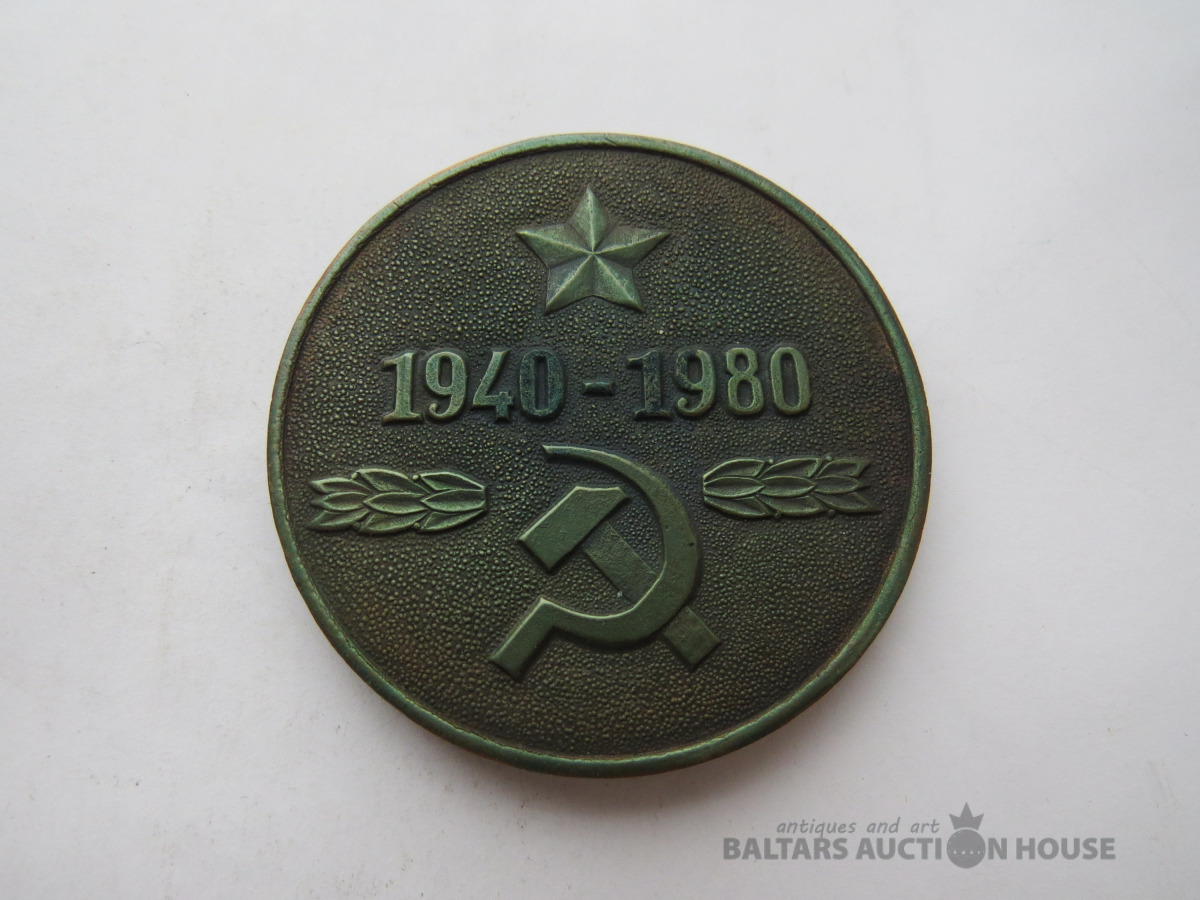 1940-1980
antiques and art
BALTARS AUCTION HOUSE